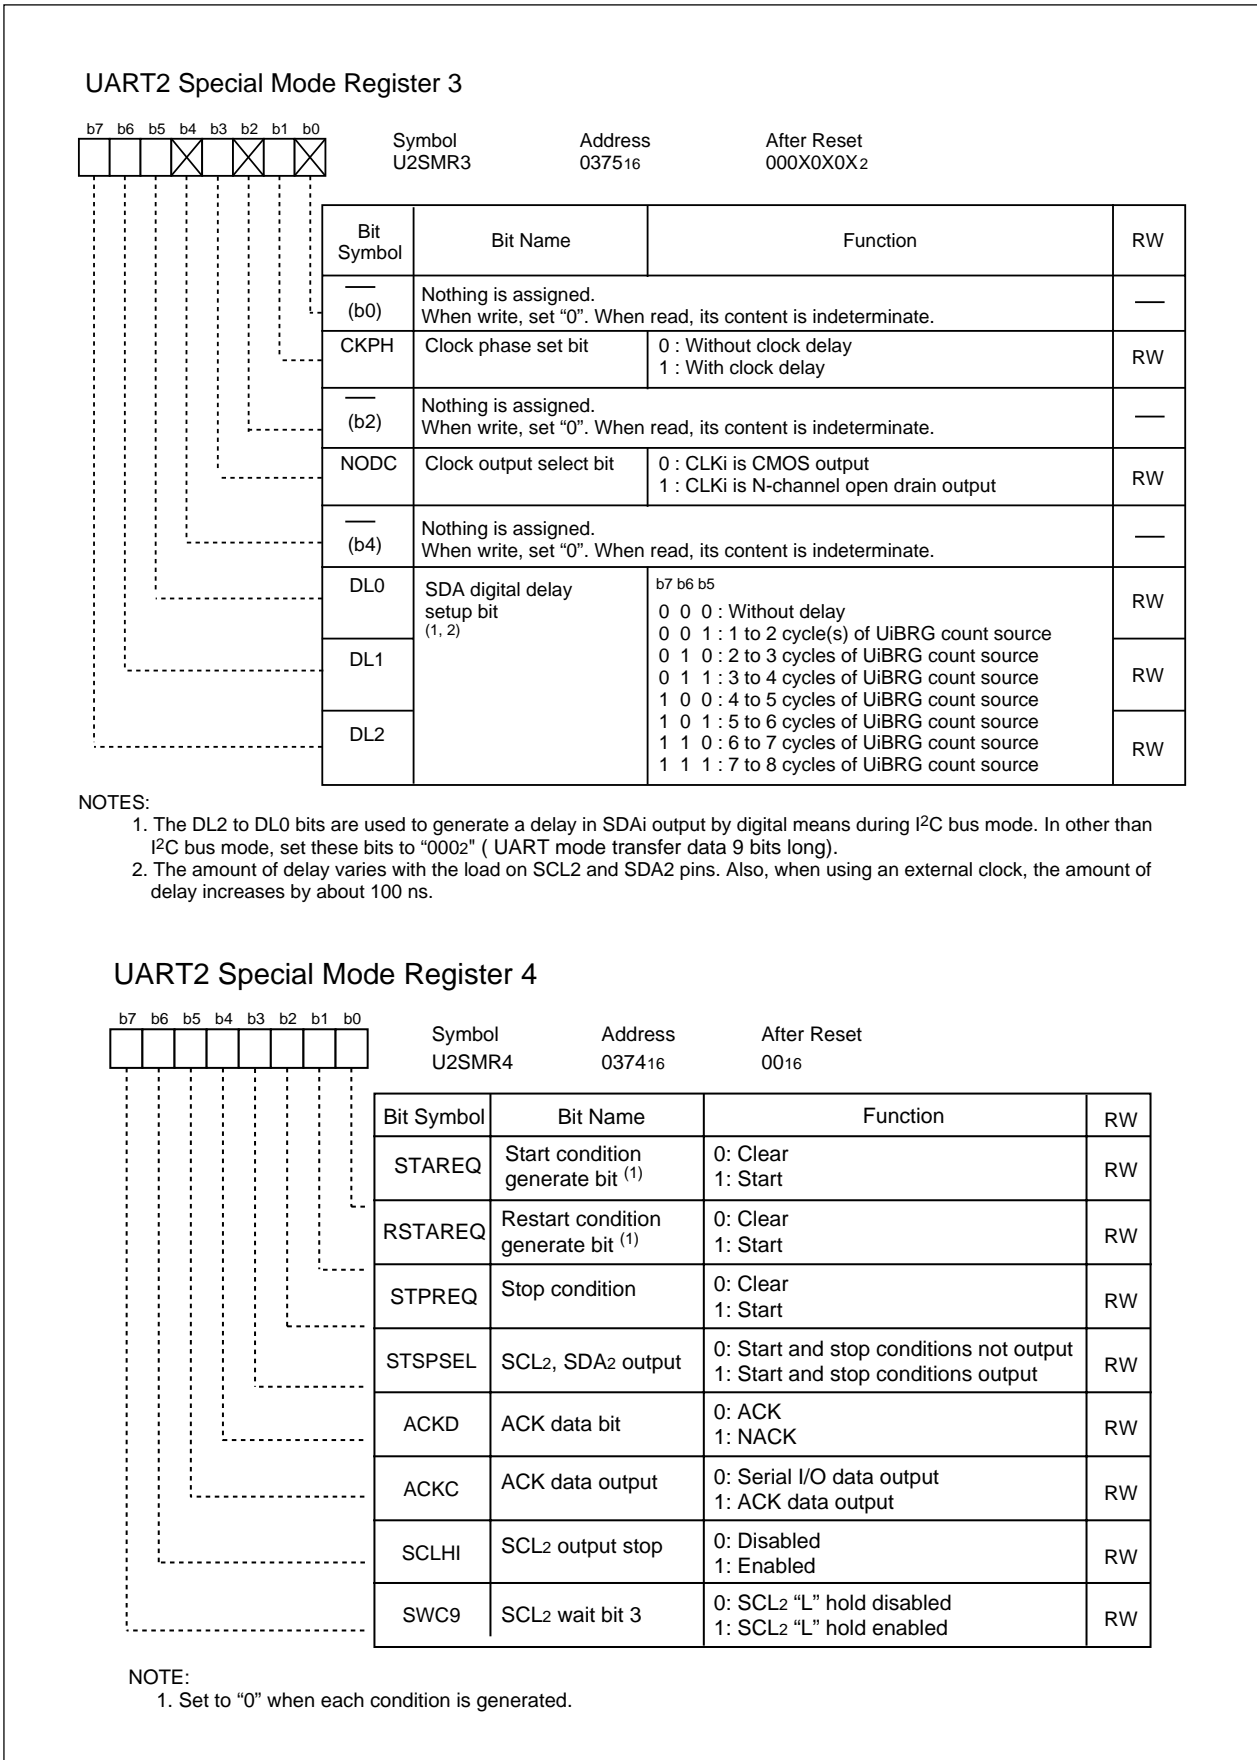 UART2 Special Mode Register 3
b7 b6 b5 b4 b3 b2 b1 b0
Symbol Address After Reset
U2SMR3 037516 000X0X0X2
Bit Symbol Bit Name Function RW
— (b0) Nothing is assigned. —
When write, set “0”. When read, its content is indeterminate.
CKPH Clock phase set bit 0 : Without clock delay RW
1 : With clock delay
— (b2) Nothing is assigned. —
When write, set “0”. When read, its content is indeterminate.
NODC Clock output select bit 0 : CLKi is CMOS output RW
1 : CLKi is N-channel open drain output
— (b4) Nothing is assigned. —
When write, set “0”. When read, its content is indeterminate.
DL0 SDA digital delay b7 b6 b5 RW
setup bit 0 0 0 : Without delay
(1, 2) 0 0 1 : 1 to 2 cycle(s) of UiBRG count source
DL1 0 1 0 : 2 to 3 cycles of UiBRG count source RW
0 1 1 : 3 to 4 cycles of UiBRG count source
1 0 0 : 4 to 5 cycles of UiBRG count source
DL2 1 0 1 : 5 to 6 cycles of UiBRG count source RW
1 1 0 : 6 to 7 cycles of UiBRG count source
1 1 1 : 7 to 8 cycles of UiBRG count source
NOTES:
1. The DL2 to DL0 bits are used to generate a delay in SDAi output by digital means during I2C bus mode. In other than
I2C bus mode, set these bits to “0002" ( UART mode transfer data 9 bits long).
2. The amount of delay varies with the load on SCL2 and SDA2 pins. Also, when using an external clock, the amount of
delay increases by about 100 ns.
UART2 Special Mode Register 4
b7 b6 b5 b4 b3 b2 b1 b0
Symbol Address After Reset
U2SMR4 037416 0016
Bit Symbol Bit Name Function RW
STAREQ Start condition 0: Clear RW
generate bit (1) 1: Start
RSTAREQ Restart condition 0: Clear RW
generate bit (1) 1: Start
STPREQ Stop condition 0: Clear RW
1: Start
STSPSEL SCL2, SDA2 output 0: Start and stop conditions not output RW
1: Start and stop conditions output
ACKD ACK data bit 0: ACK RW
1: NACK
ACKC ACK data output 0: Serial I/O data output RW
1: ACK data output
SCLHI SCL2 output stop 0: Disabled RW
1: Enabled
SWC9 SCL2 wait bit 3 0: SCL2 “L” hold disabled RW
1: SCL2 “L” hold enabled
NOTE:
1. Set to “0” when each condition is generated.